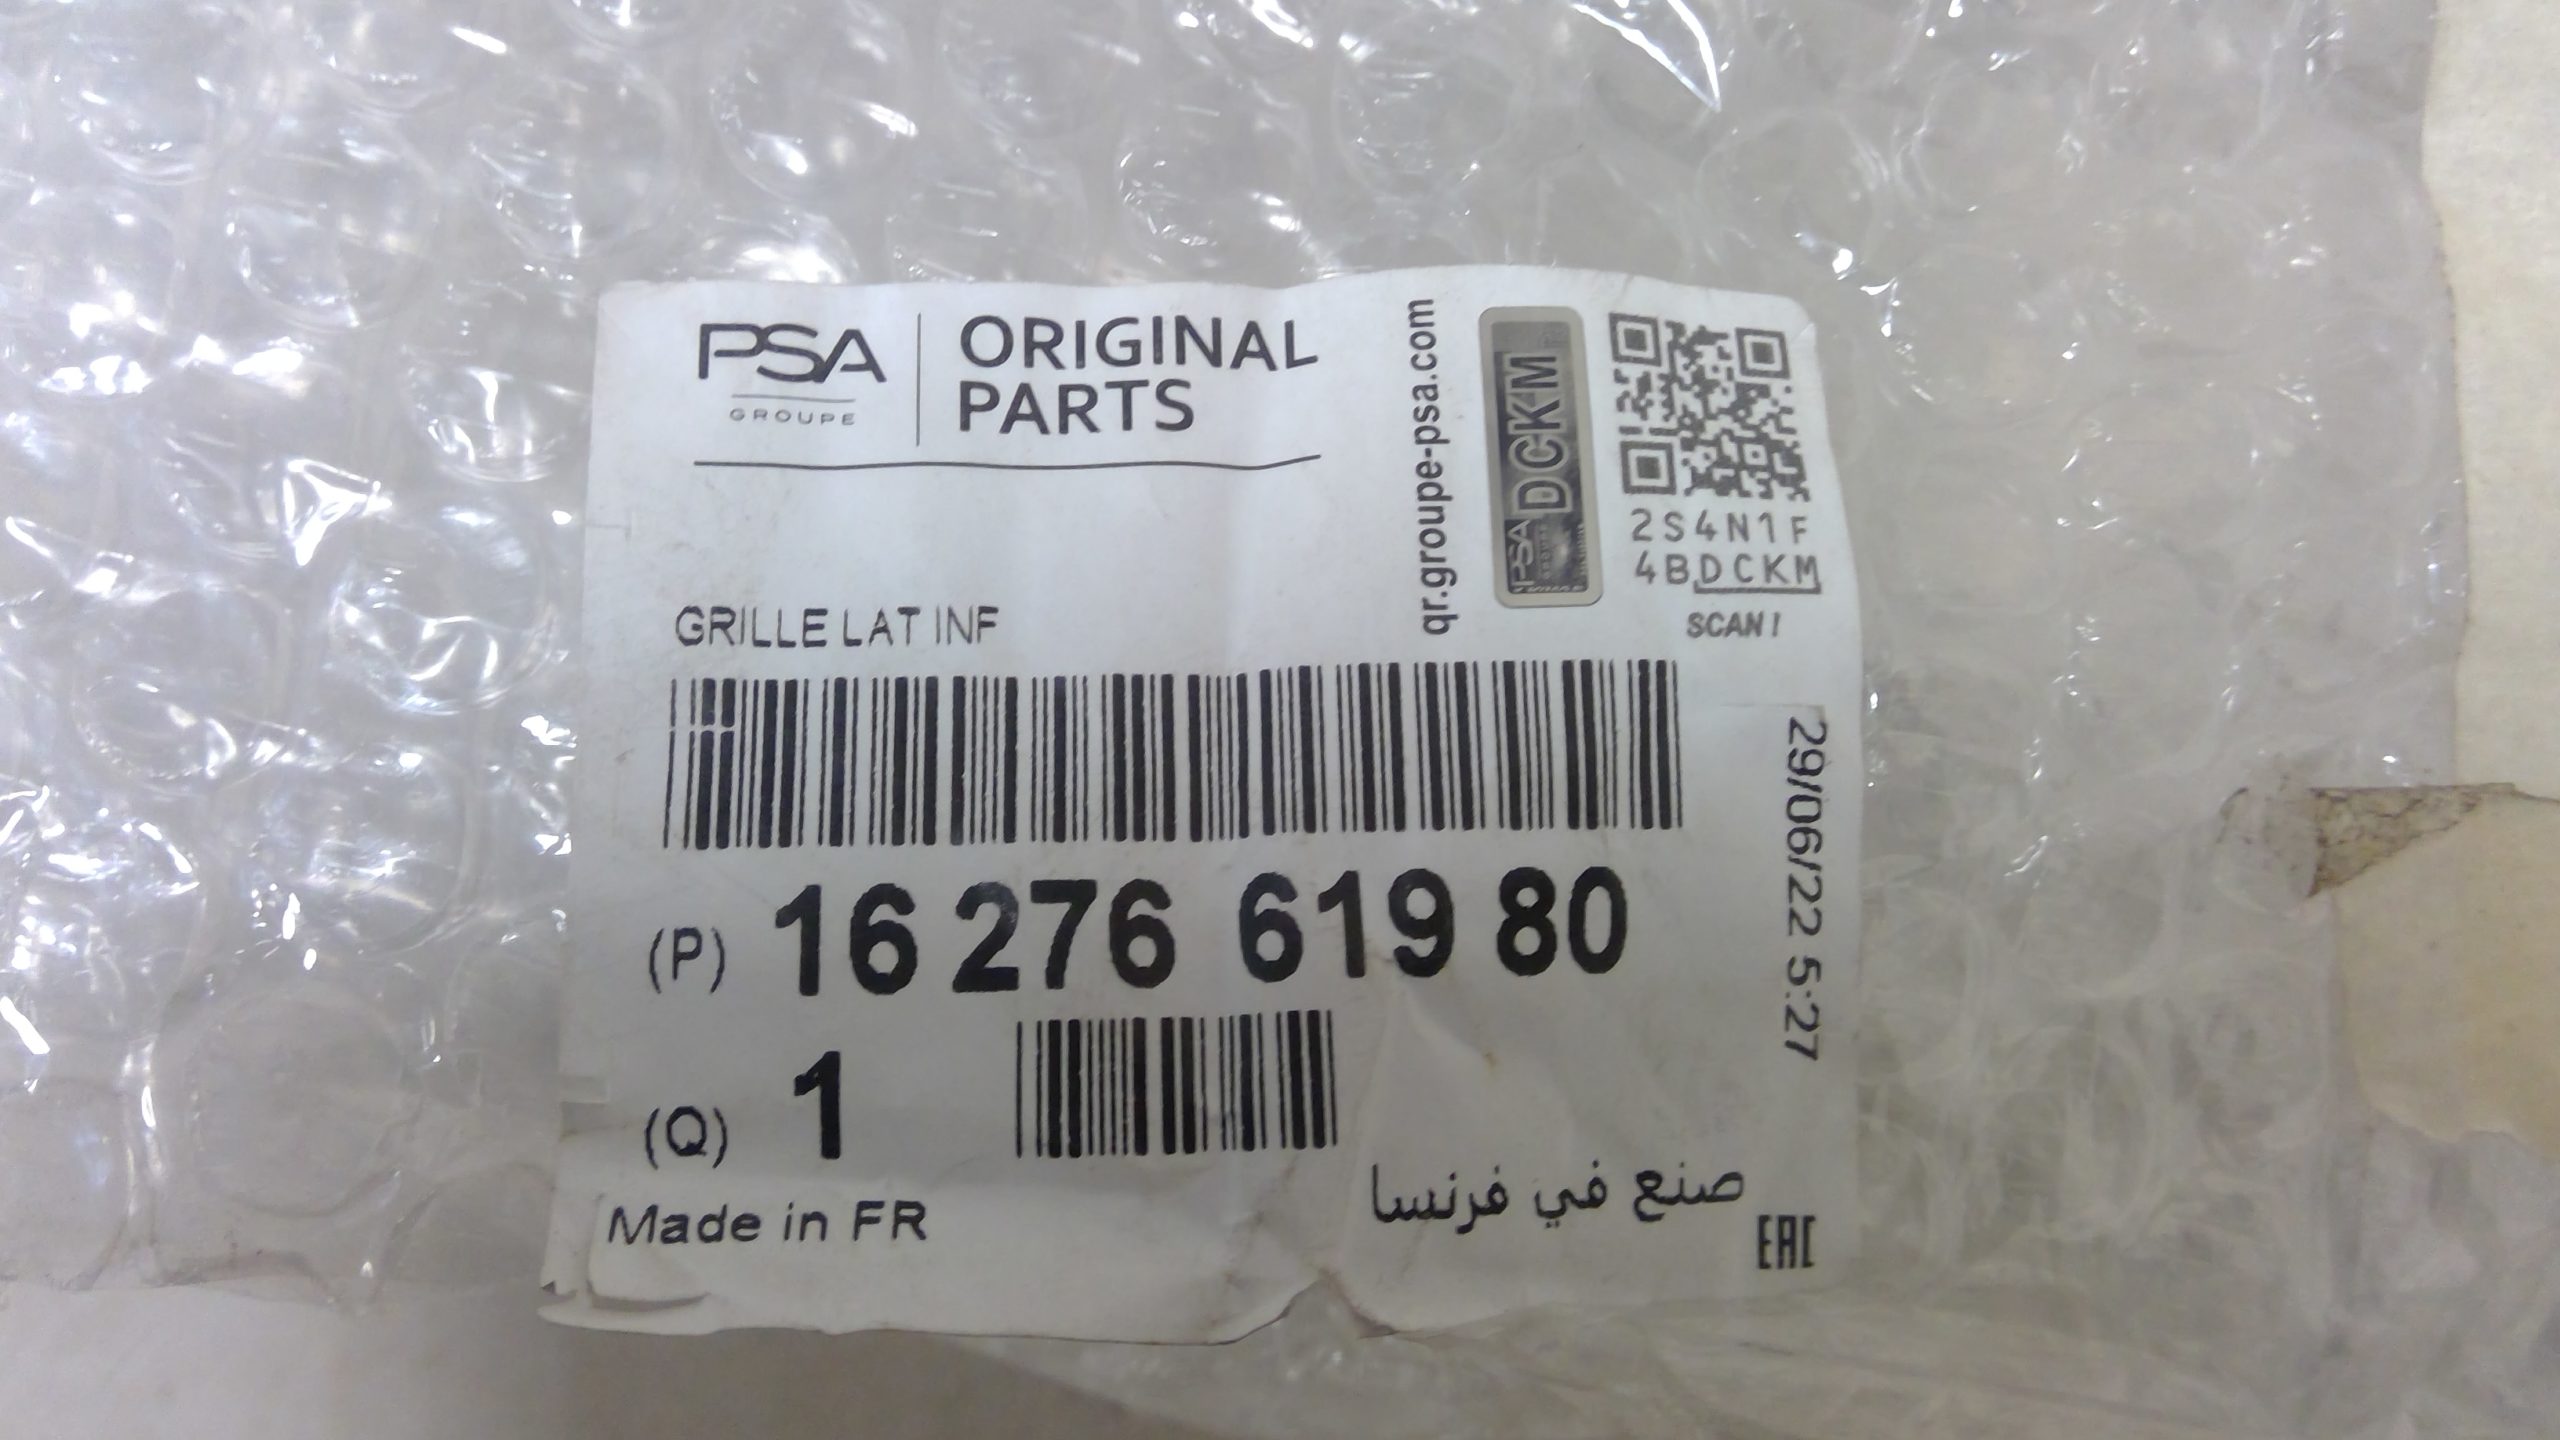 PSA
GROUPE
ORIGINAL
PARTS
qr.groupe-psa.com
DCKM
PSA
2S4N1F
4BDCKM
SCAN!
GRILLE LAT INF
29/06/22 5:27
(P) 16 276 619 80
(Q) 1
Made in FR
صنع في فرنسا
EAC